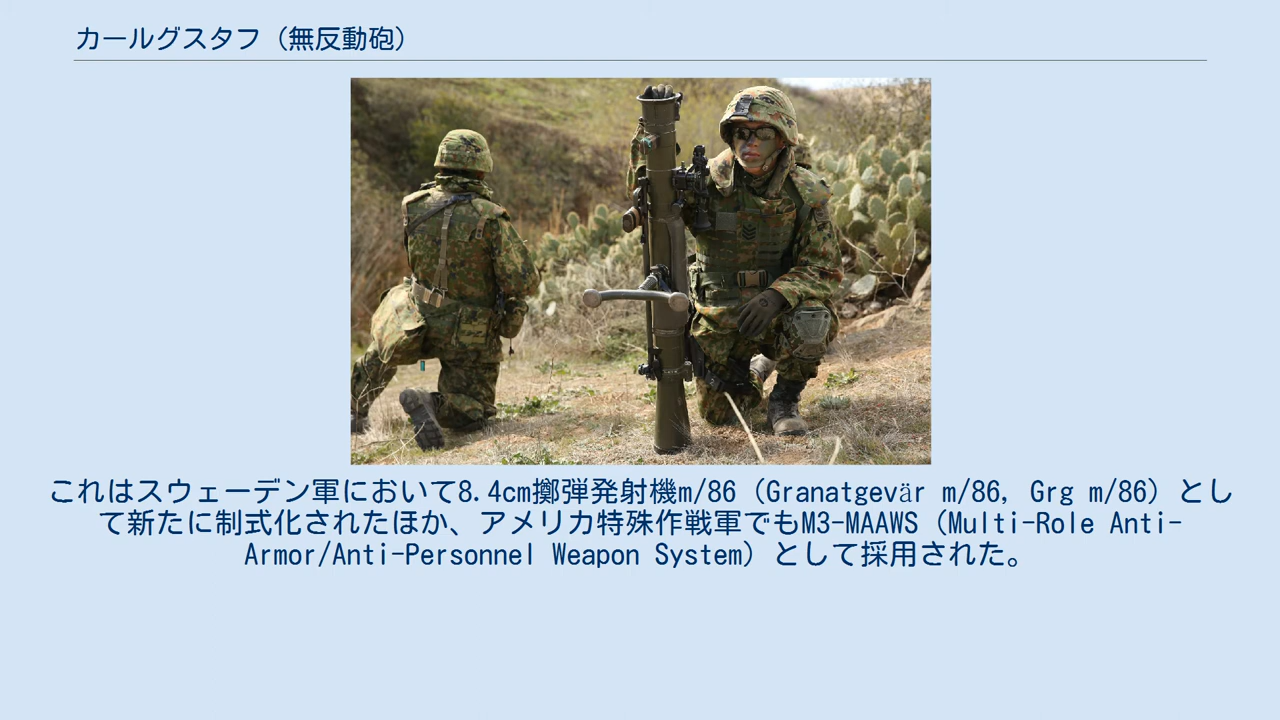 カールグスタフ（無反動砲）
これはスウェーデン軍において8.4cm擲弾発射機m/86（Granatgevär m/86, Grg m/86）とし
て新たに制式化されたほか、アメリカ特殊作戦軍でもM3-MAAWS（Multi-Role Anti-
Armor/Anti-Personnel Weapon System）として採用された。